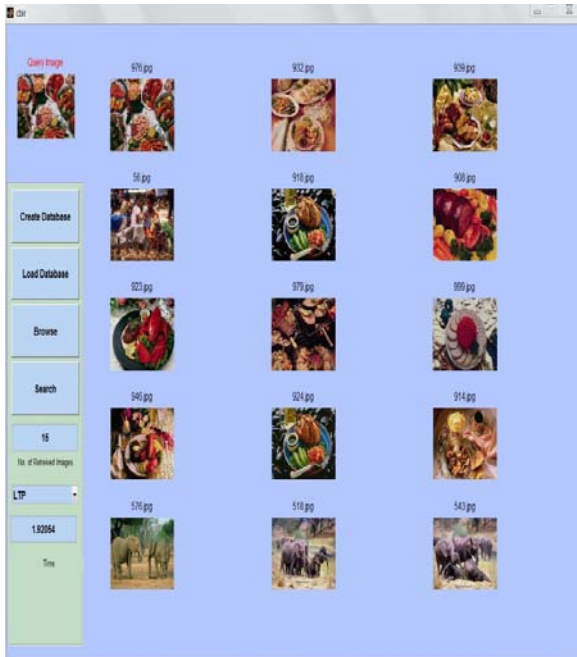 cbir
Query Image
976.jpg 932.jpg 939.jpg
56.jpg 918.jpg 908.jpg
923.jpg 979.jpg 999.jpg
946.jpg 924.jpg 914.jpg
576.jpg 518.jpg 543.jpg
Create Database
Load Database
Browse
Search
15
No. of Retreived Images
LTP
1.92054
Time